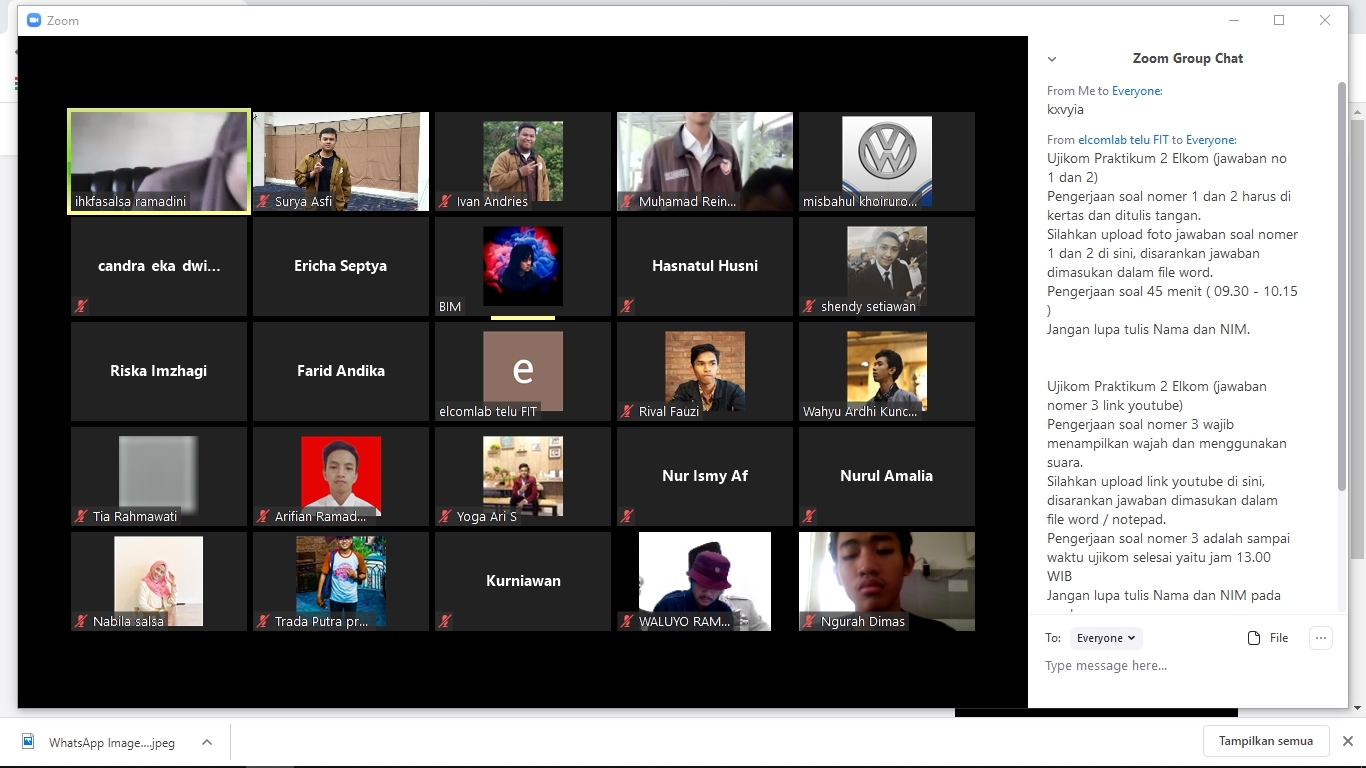 Zoom
Zoom Group Chat
From Me to Everyone:
kxvyia
From elcomlab telu FIT to Everyone:
Ujikom Praktikum 2 Elkom (jawaban no
1 dan 2)
Pengerjaan soal nomer 1 dan 2 harus di
kertas dan ditulis tangan.
Silahkan upload foto jawaban soal nomer
1 dan 2 di sini, disarankan jawaban
dimasukan dalam file word.
Pengerjaan soal 45 menit ( 09.30 - 10.15
)
Jangan lupa tulis Nama dan NIM.
Ujikom Praktikum 2 Elkom (jawaban
nomer 3 link youtube)
Pengerjaan soal nomer 3 wajib
menampilkan wajah dan menggunakan
suara.
Silahkan upload link youtube di sini,
disarankan jawaban dimasukan dalam
file word / notepad.
Pengerjaan soal nomer 3 adalah sampai
waktu ujikom selesai yaitu jam 13.00
WIB
Jangan lupa tulis Nama dan NIM pada
To: Everyone
File
Type message here...
ihkfasalsa ramadini
Surya Asfi
Ivan Andries
Muhamad Rein...
misbahul khoiruro...
candra eka dwi...
Ericha Septya
BIM
Hasnatul Husni
shendy setiawan
Riska Imzhagi
Farid Andika
e
elcomlab telu FIT
Rival Fauzi
Wahyu Ardhi Kunc...
Tia Rahmawati
Arifian Ramad...
Yoga Ari S
Nur Ismy Af
Nurul Amalia
Nabila salsa
Trada Putra pr...
Kurniawan
WALUYO RAM...
Ngurah Dimas
WhatsApp Image....jpeg
Tampilkan semua